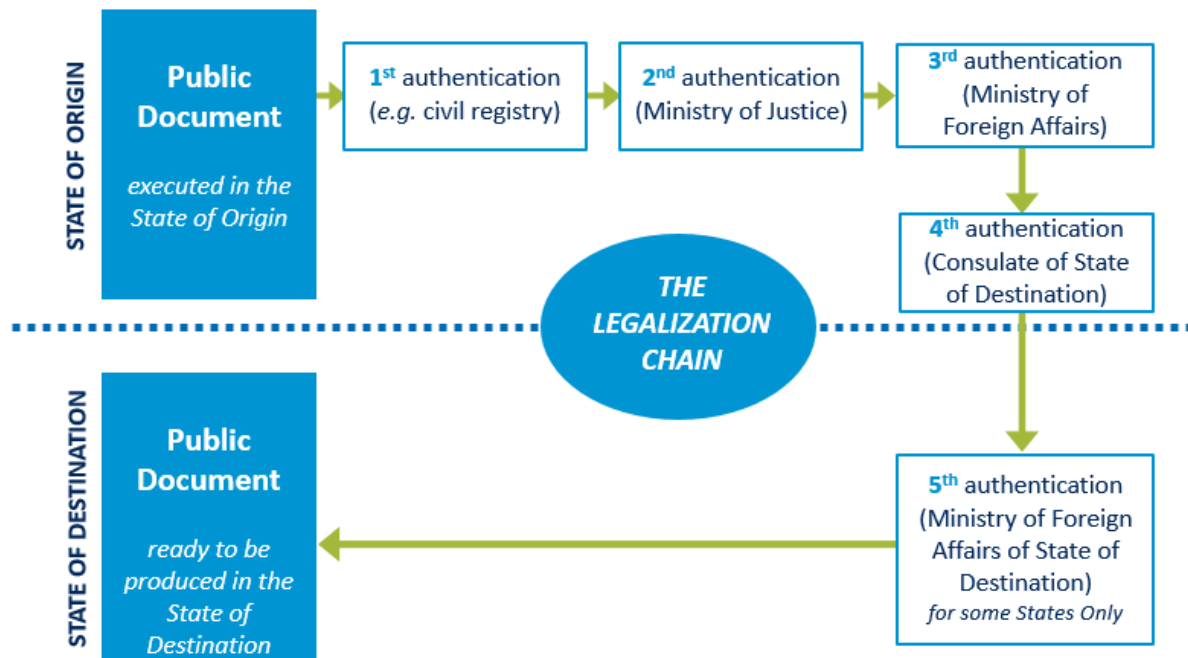 STATE OF ORIGIN
Public
Document
executed in the
State of Origin
1st authentication
(e.g. civil registry)
2nd authentication
(Ministry of Justice)
3rd authentication
(Ministry of
Foreign Affairs)
4th authentication
(Consulate of State
of Destination)
THE
LEGALIZATION
CHAIN
STATE OF DESTINATION
Public
Document
ready to be
produced in the
State of
Destination
5th authentication
(Ministry of Foreign
Affairs of State of
Destination)
for some States Only